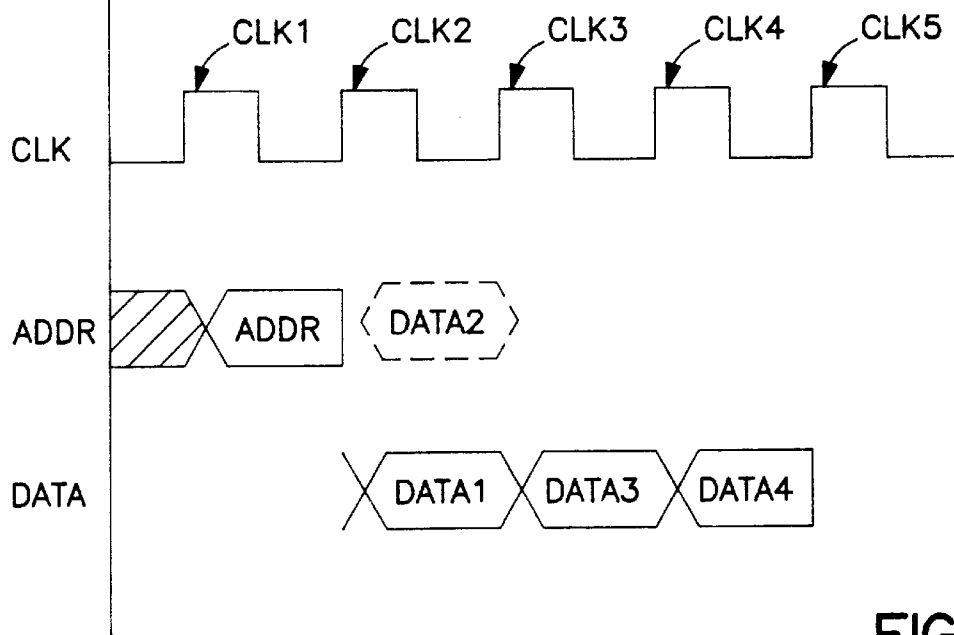 CLK1 CLK2 CLK3 CLK4 CLK5
CLK
ADDR ADDR DATA2
DATA DATA1 DATA3 DATA4
FIG